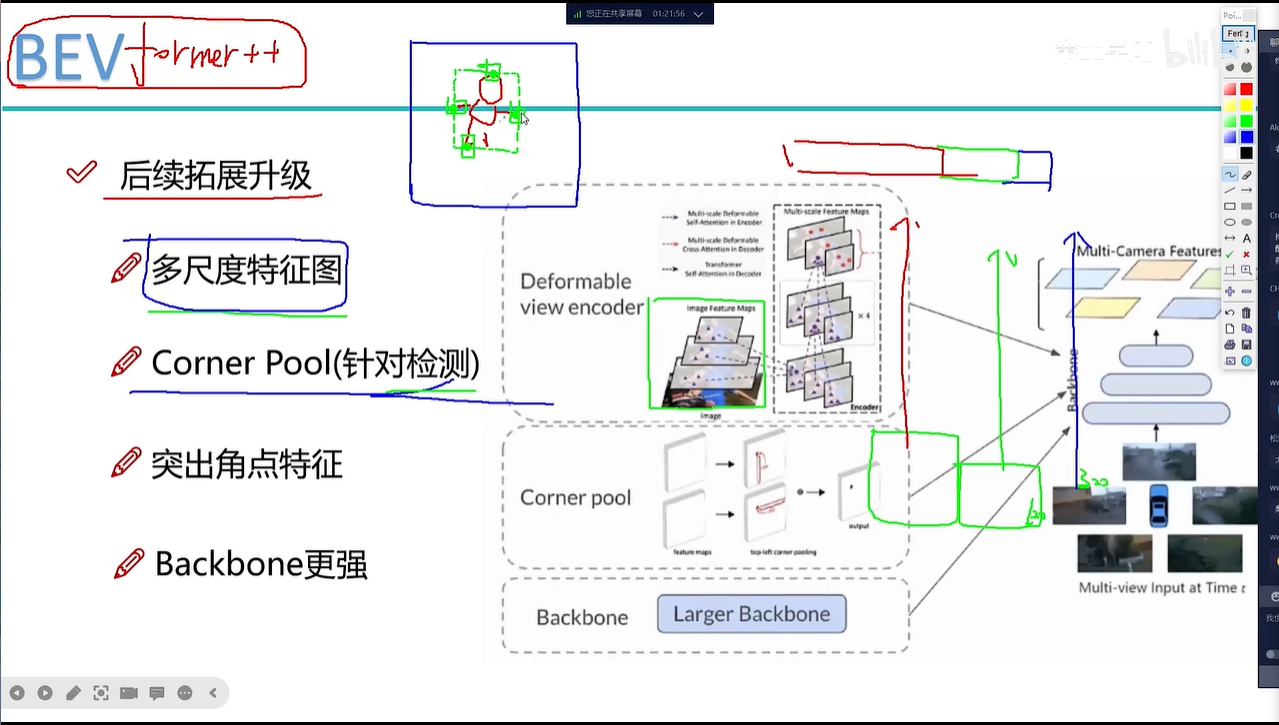 您正在共享屏幕 01:21:56
BEVformer++
后续拓展升级
多尺度特征图
Corner Pool(针对检测)
突出角点特征
Backbone更强
Deformable
view encoder
Multi-scale Deformable
Self-Attention in Encoder
Multi-scale Deformable
Cross-Attention in Decoder
Transformer
Self-Attention in Decoder
Image Feature Maps
Image
Multi-scale Feature Maps
× 4
Encoder
Corner pool
feature maps
top-left corner pooling
output
Backbone
Larger Backbone
Multi-Camera Features
Backbone
320
Multi-view Input at Time t
Poi...
A
bilibili